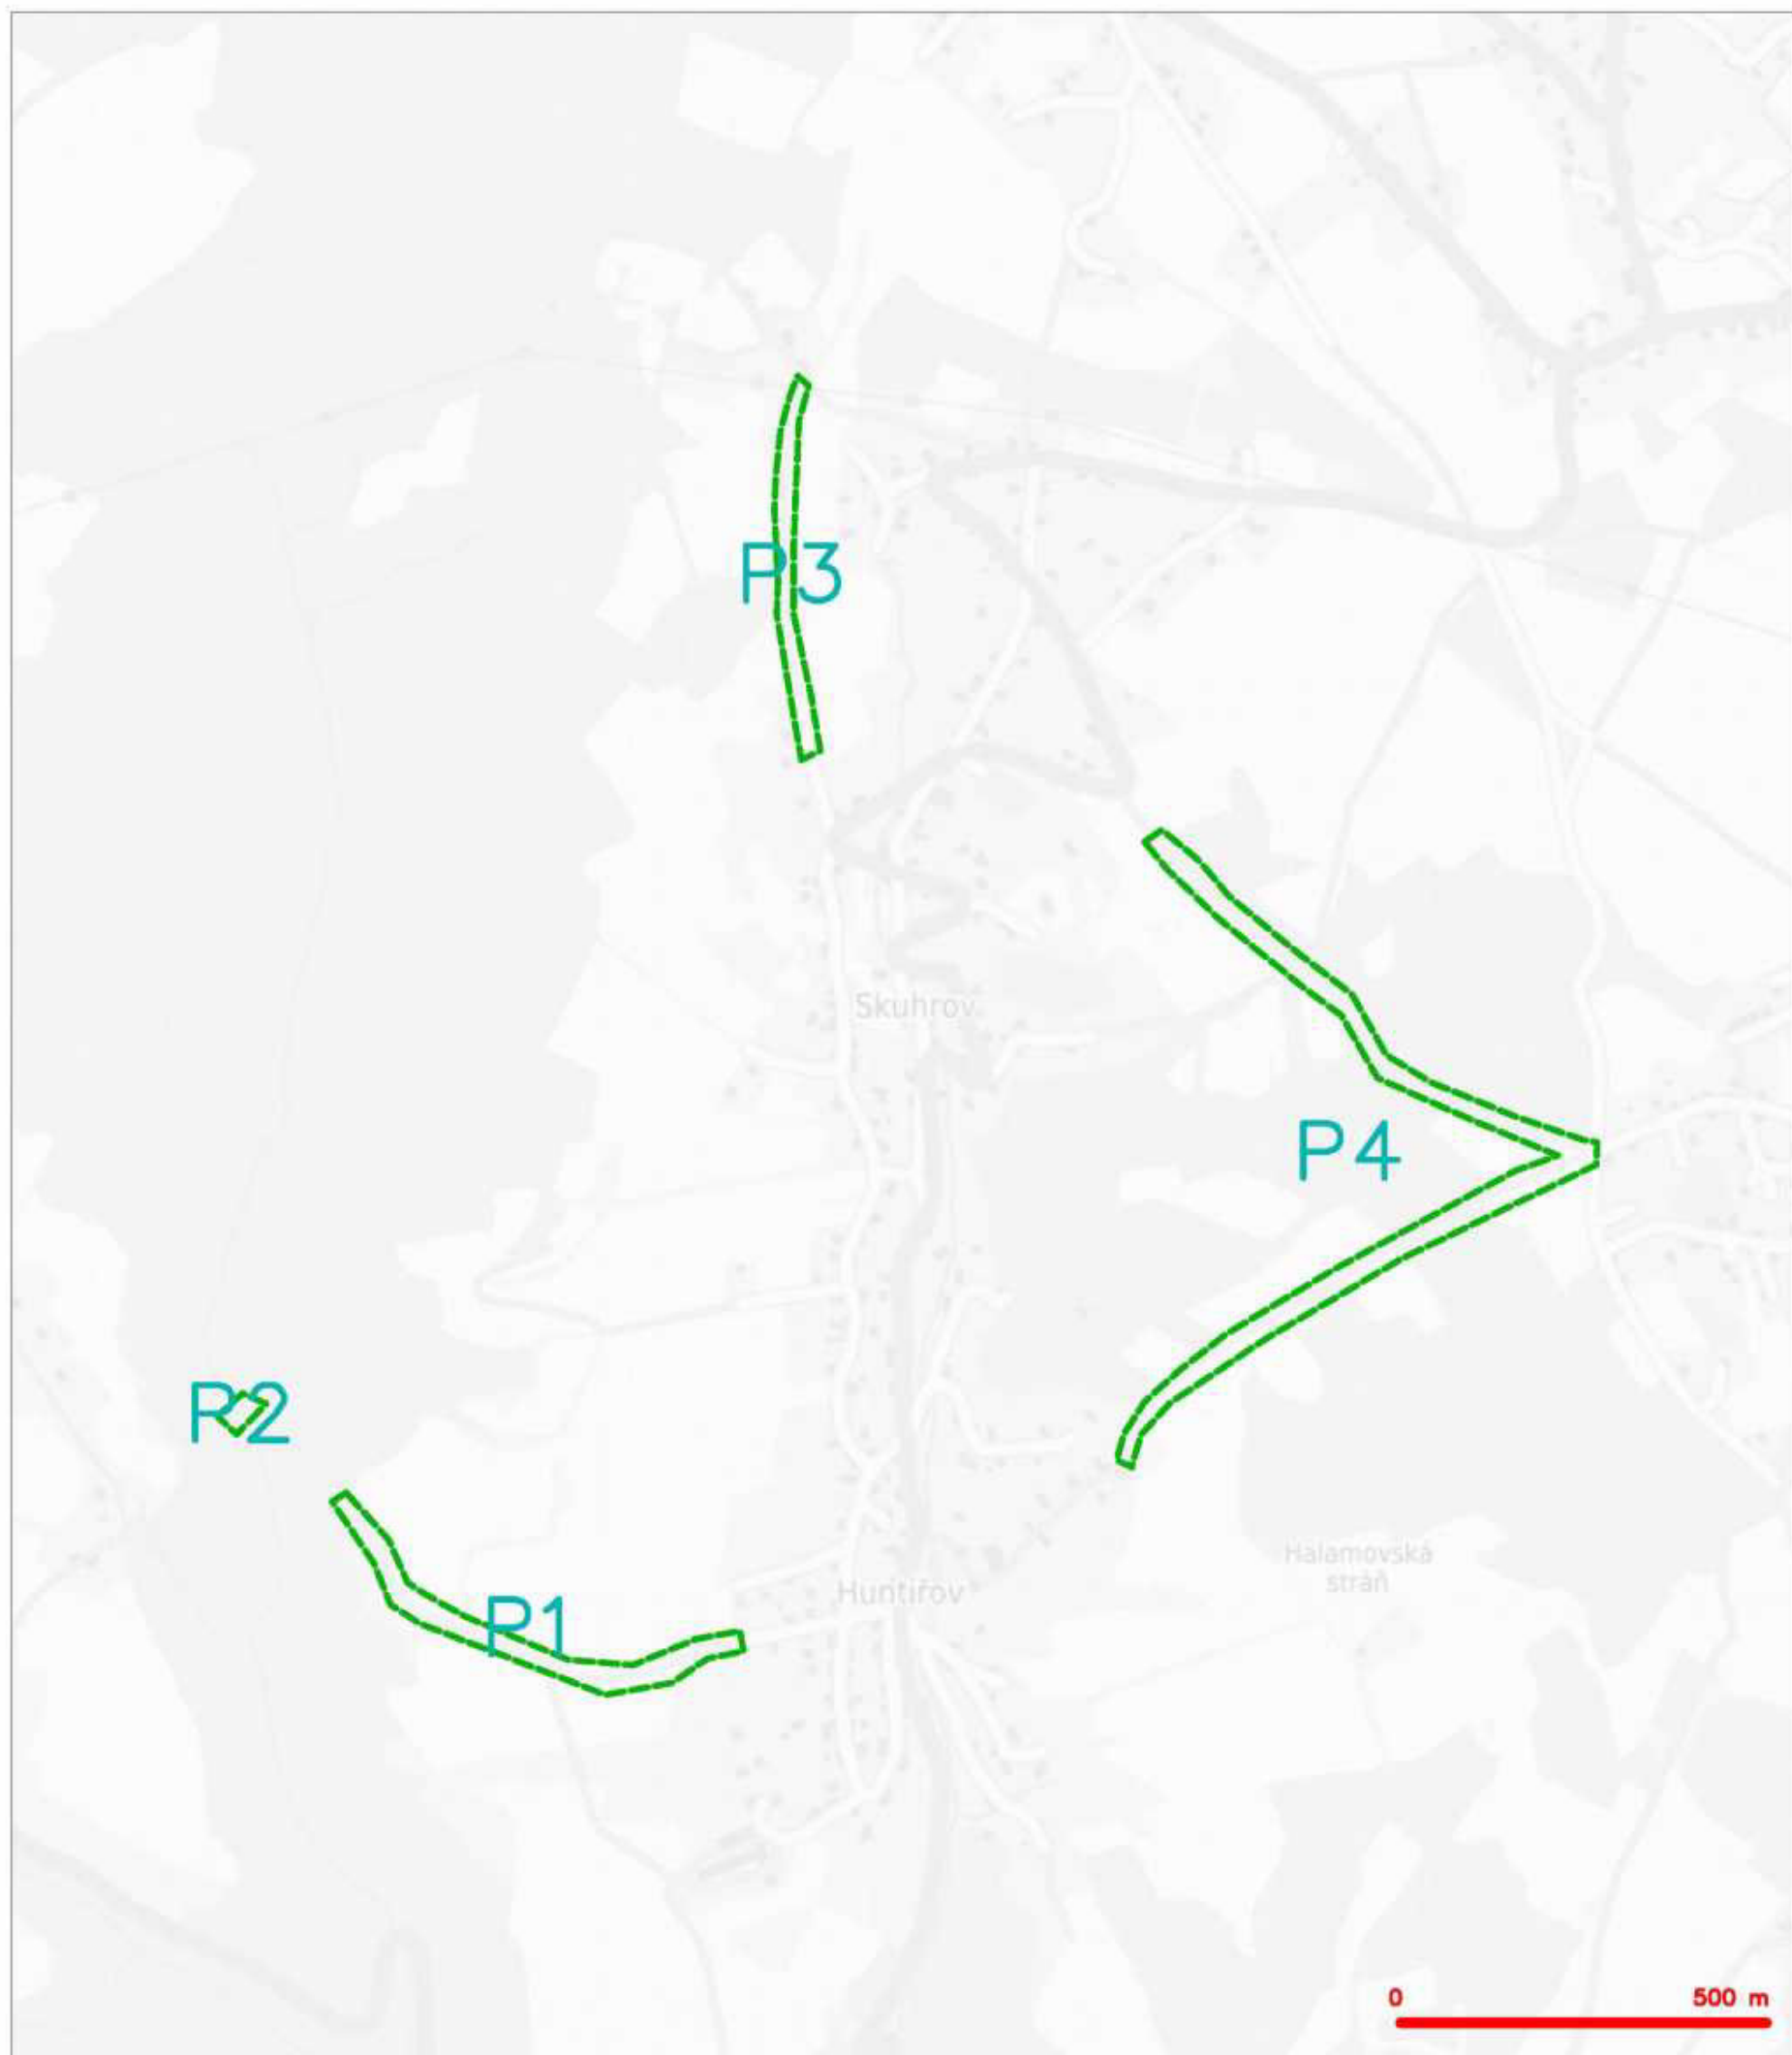 P3
Skuhrov
P4
P2
Halamovská
stráň
Huntířov
P1
0 500 m